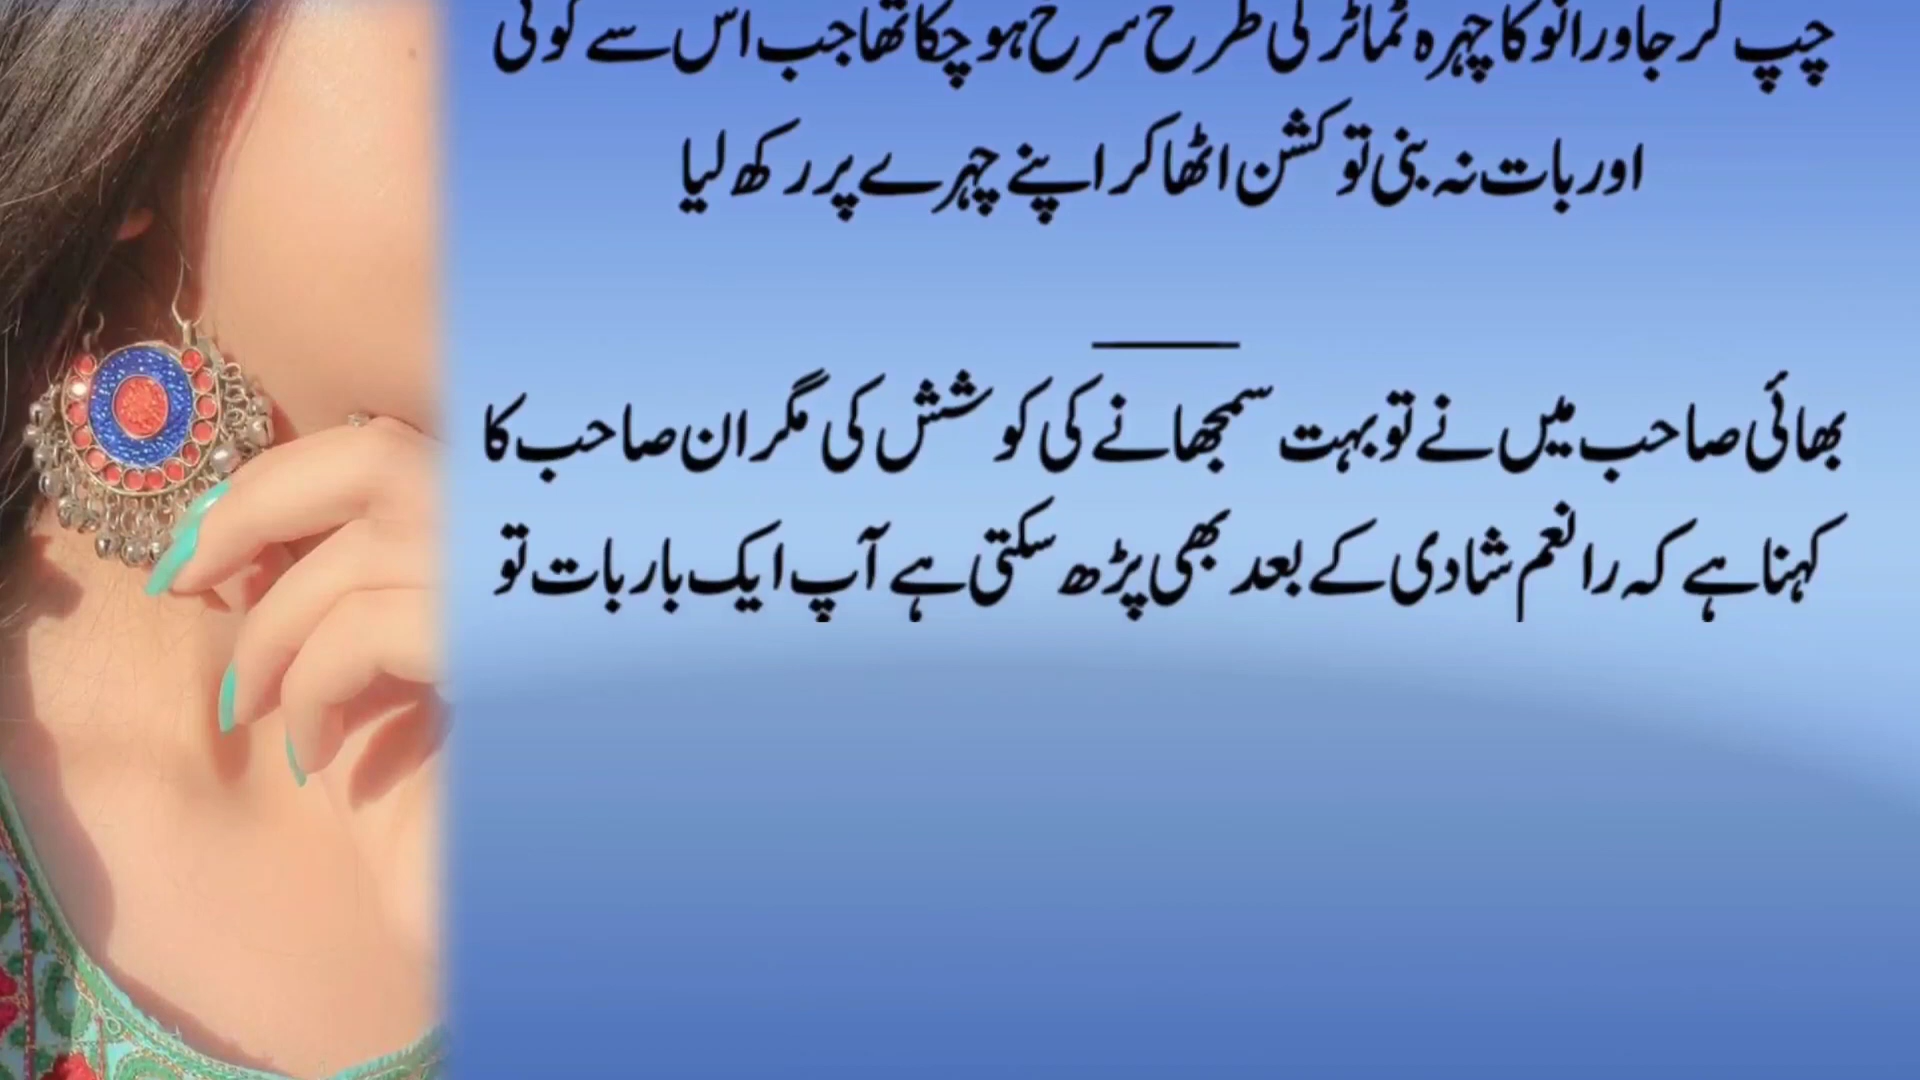 چپ کر جاو رانو کا چہرہ ٹماٹر کی طرح سرخ ہو چکا تھا جب اس سے کوئی
اور بات نہ بنی تو کشن اٹھا کر اپنے چہرے پر رکھ لیا
بھائی صاحب میں نے تو بہت سمجھانے کی کوشش کی مگر ان صاحب کا
کہنا ہے کہ رانعم شادی کے بعد بھی پڑھ سکتی ہے آپ ایک بار بات تو